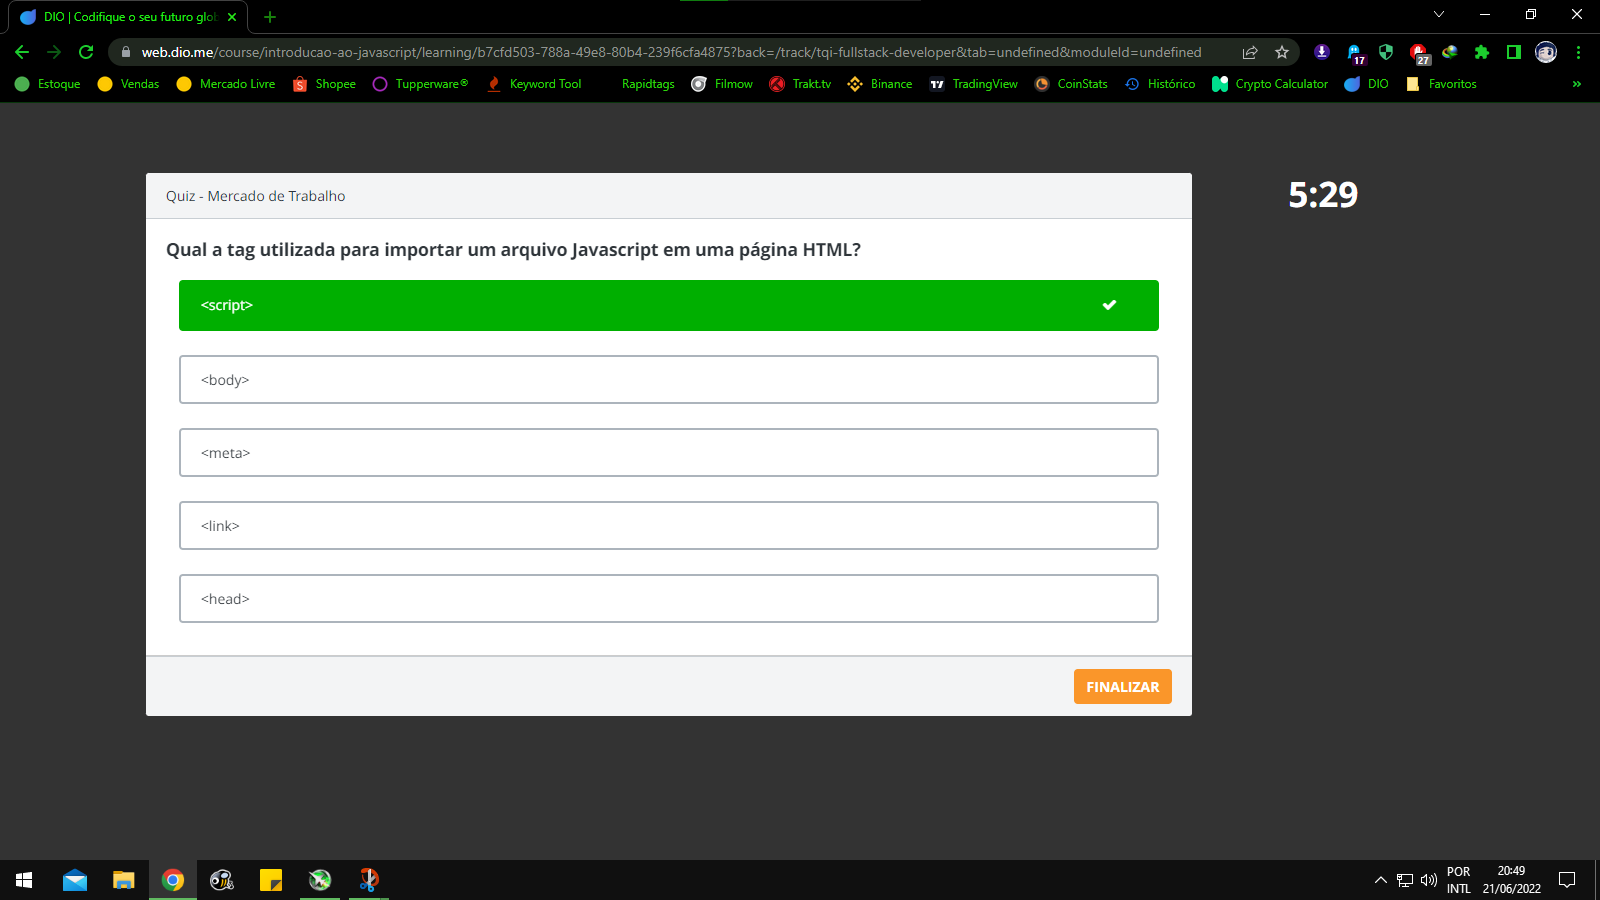 DIO | Codifique o seu futuro glob
web.dio.me/course/introducao-ao-javascript/learning/b7cfd503-788a-49e8-80b4-239f6cfa4875?back=/track/tqi-fullstack-developer&tab=undefined&moduleId=undefined
17
27
Estoque Vendas Mercado Livre Shopee Tupperware® Keyword Tool Rapidtags Filmow Trakt.tv Binance TradingView CoinStats Histórico Crypto Calculator DIO Favoritos »
Quiz - Mercado de Trabalho
5:29
Qual a tag utilizada para importar um arquivo Javascript em uma página HTML?
<script>
<body>
<meta>
<link>
<head>
FINALIZAR
POR
INTL
20:49
21/06/2022